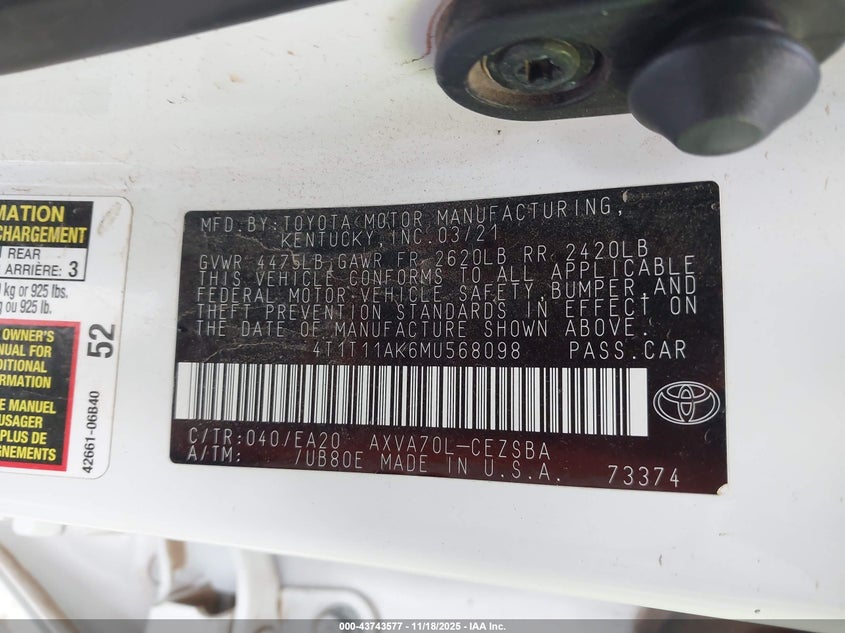 MATION
CHARGEMENT
REAR
ARRIÈRE: 3
kg or 925 lbs.
g ou 925 lb.
OWNER'S
ANUAL FOR
DITIONAL
ORMATION
LE MANUEL
USAGER
PLUS DE
GNEMENTS
52
42661-06B40
MFD.BY:TOYOTA MOTOR MANUFACTURING,
KENTUCKY,INC.03/21
GVWR 4475LB GAWR FR 2620LB RR 2420LB
THIS VEHICLE CONFORMS TO ALL APPLICABLE
FEDERAL MOTOR VEHICLE SAFETY,BUMPER,AND
THEFT PREVENTION STANDARDS IN EFFECT ON
THE DATE OF MANUFACTURE SHOWN ABOVE.
4T1T11AK6MU568098 PASS.CAR
C/TR:040/EA20 AXVA70L-CEZSBA
A/TM: /UB80E MADE IN U.S.A. 73374
000-43743577 - 11/18/2025 - IAA Inc.